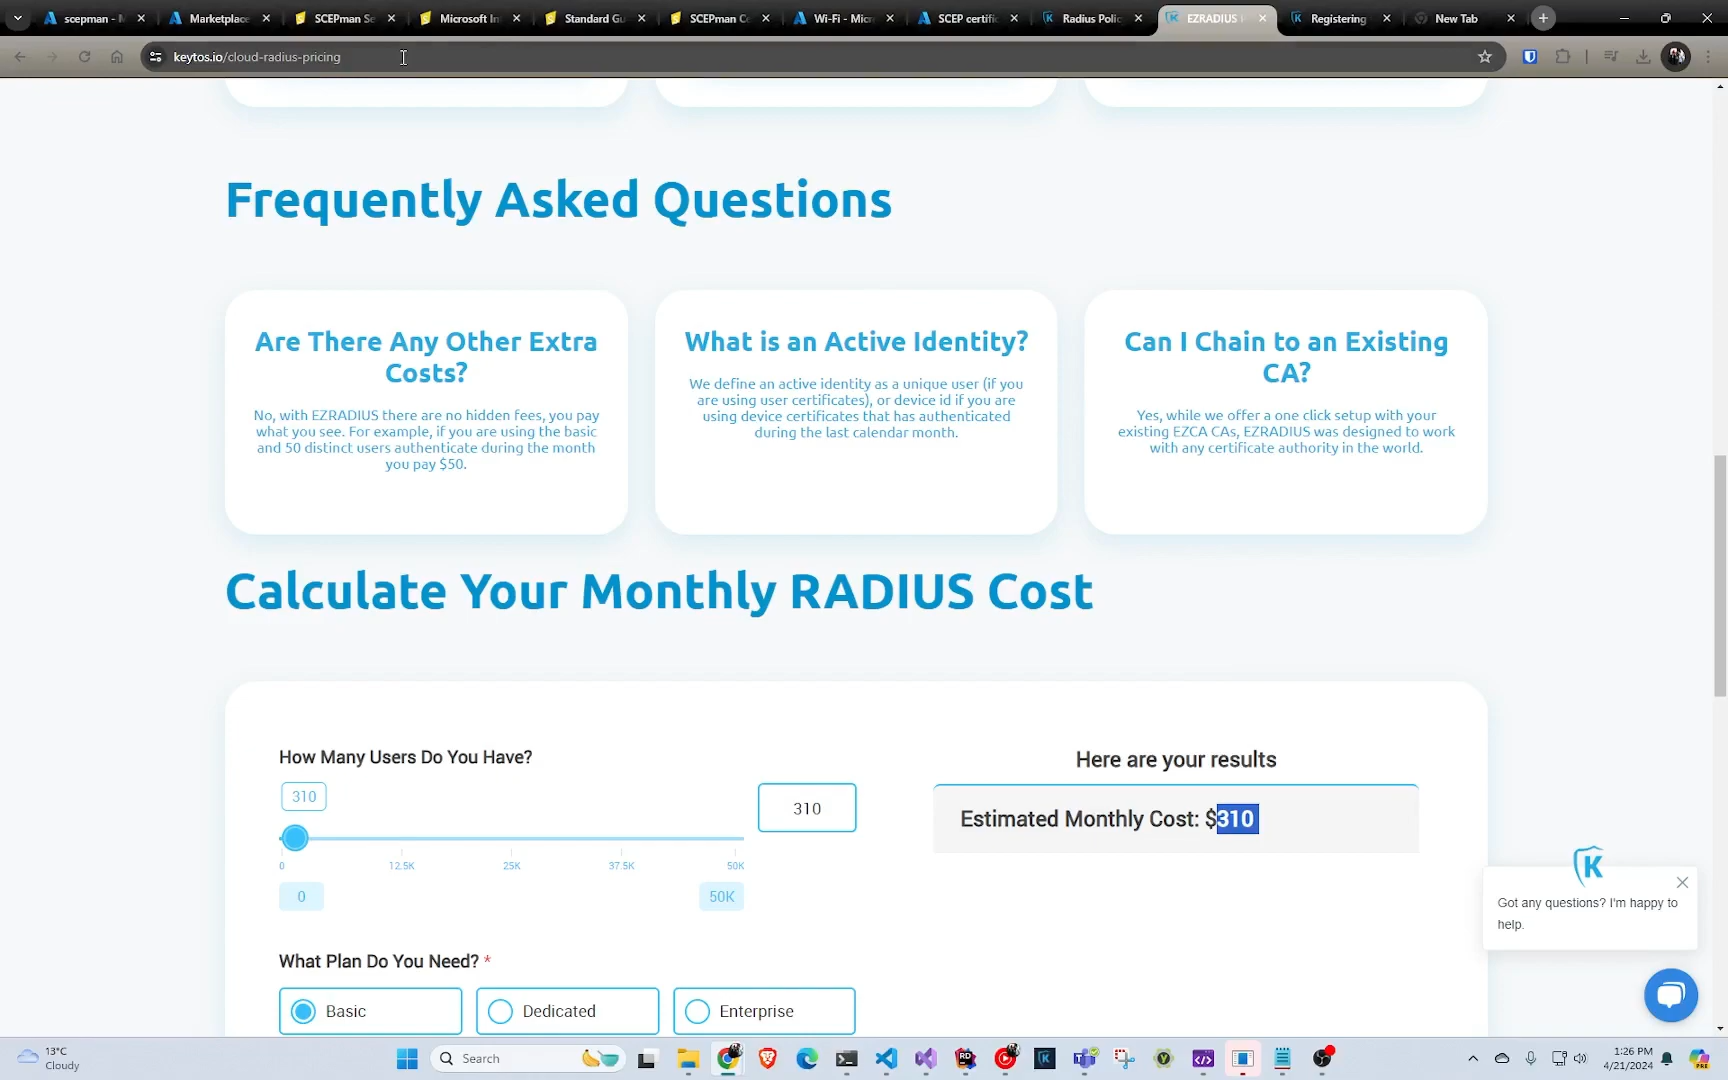 scepman - M
Marketplace
SCEPman Se
Microsoft In
Standard Gu
SCEPman Ce
Wi-Fi - Micr
SCEP certific
Radius Polic
EZRADIUS
Registering
New Tab
keytos.io/cloud-radius-pricing
Frequently Asked Questions
Are There Any Other Extra
Costs?
No, with EZRADIUS there are no hidden fees, you pay
what you see. For example, if you are using the basic
and 50 distinct users authenticate during the month
you pay $50.
What is an Active Identity?
We define an active identity as a unique user (if you
are using user certificates), or device id if you are
using device certificates that has authenticated
during the last calendar month.
Can I Chain to an Existing
CA?
Yes, while we offer a one click setup with your
existing EZCA CAs, EZRADIUS was designed to work
with any certificate authority in the world.
Calculate Your Monthly RADIUS Cost
How Many Users Do You Have?
310
310
0
12.5K
25K
37.5K
50K
0
50K
Here are your results
Estimated Monthly Cost: $310
What Plan Do You Need? *
Basic
Dedicated
Enterprise
K
Got any questions? I'm happy to
help.
13°C
Cloudy
Search
1:26 PM
4/21/2024